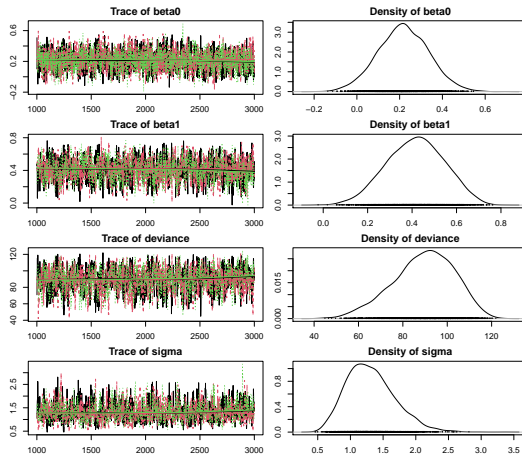 Trace of beta0
0.6
0.2
-0.2
1000 1500 2000 2500 3000
Density of beta0
3.0
2.0
1.0
0.0
-0.2 0.0 0.2 0.4 0.6
Trace of beta1
0.8
0.4
0.0
1000 1500 2000 2500 3000
Density of beta1
3.0
2.0
1.0
0.0
0.0 0.2 0.4 0.6 0.8
Trace of deviance
120
80
60
40
1000 1500 2000 2500 3000
Density of deviance
0.015
0.000
40 60 80 100 120
Trace of sigma
2.5
1.5
0.5
1000 1500 2000 2500 3000
Density of sigma
0.8
0.4
0.0
0.5 1.0 1.5 2.0 2.5 3.0 3.5